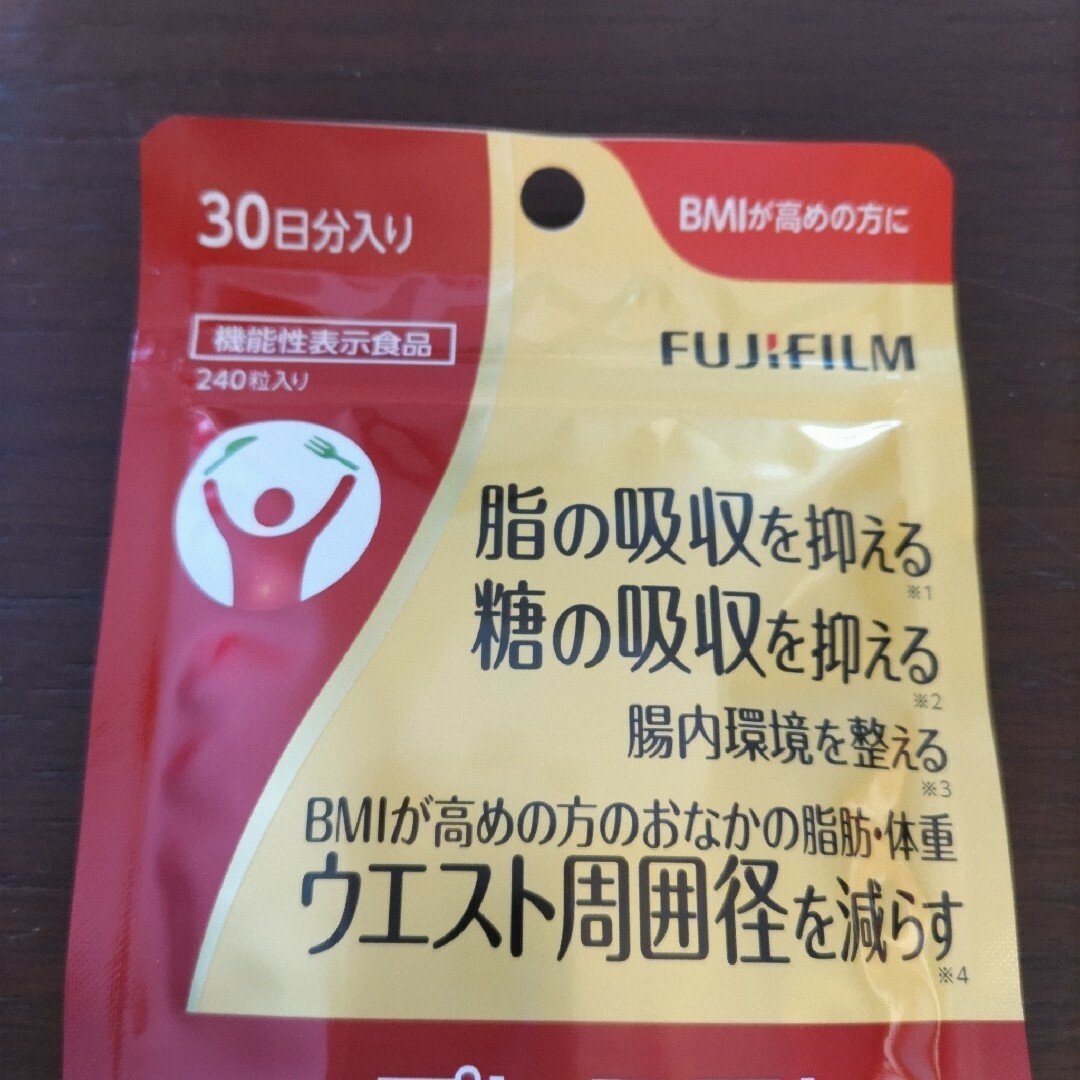 30日分入り
BMIが高めの方に
機能性表示食品
240粒入り
FUJIFILM
脂の吸収を抑える
※1
糖の吸収を抑える
※2
腸内環境を整える
※3
BMIが高めの方のおなかの脂肪・体重
ウエスト周囲径を減らす
※4